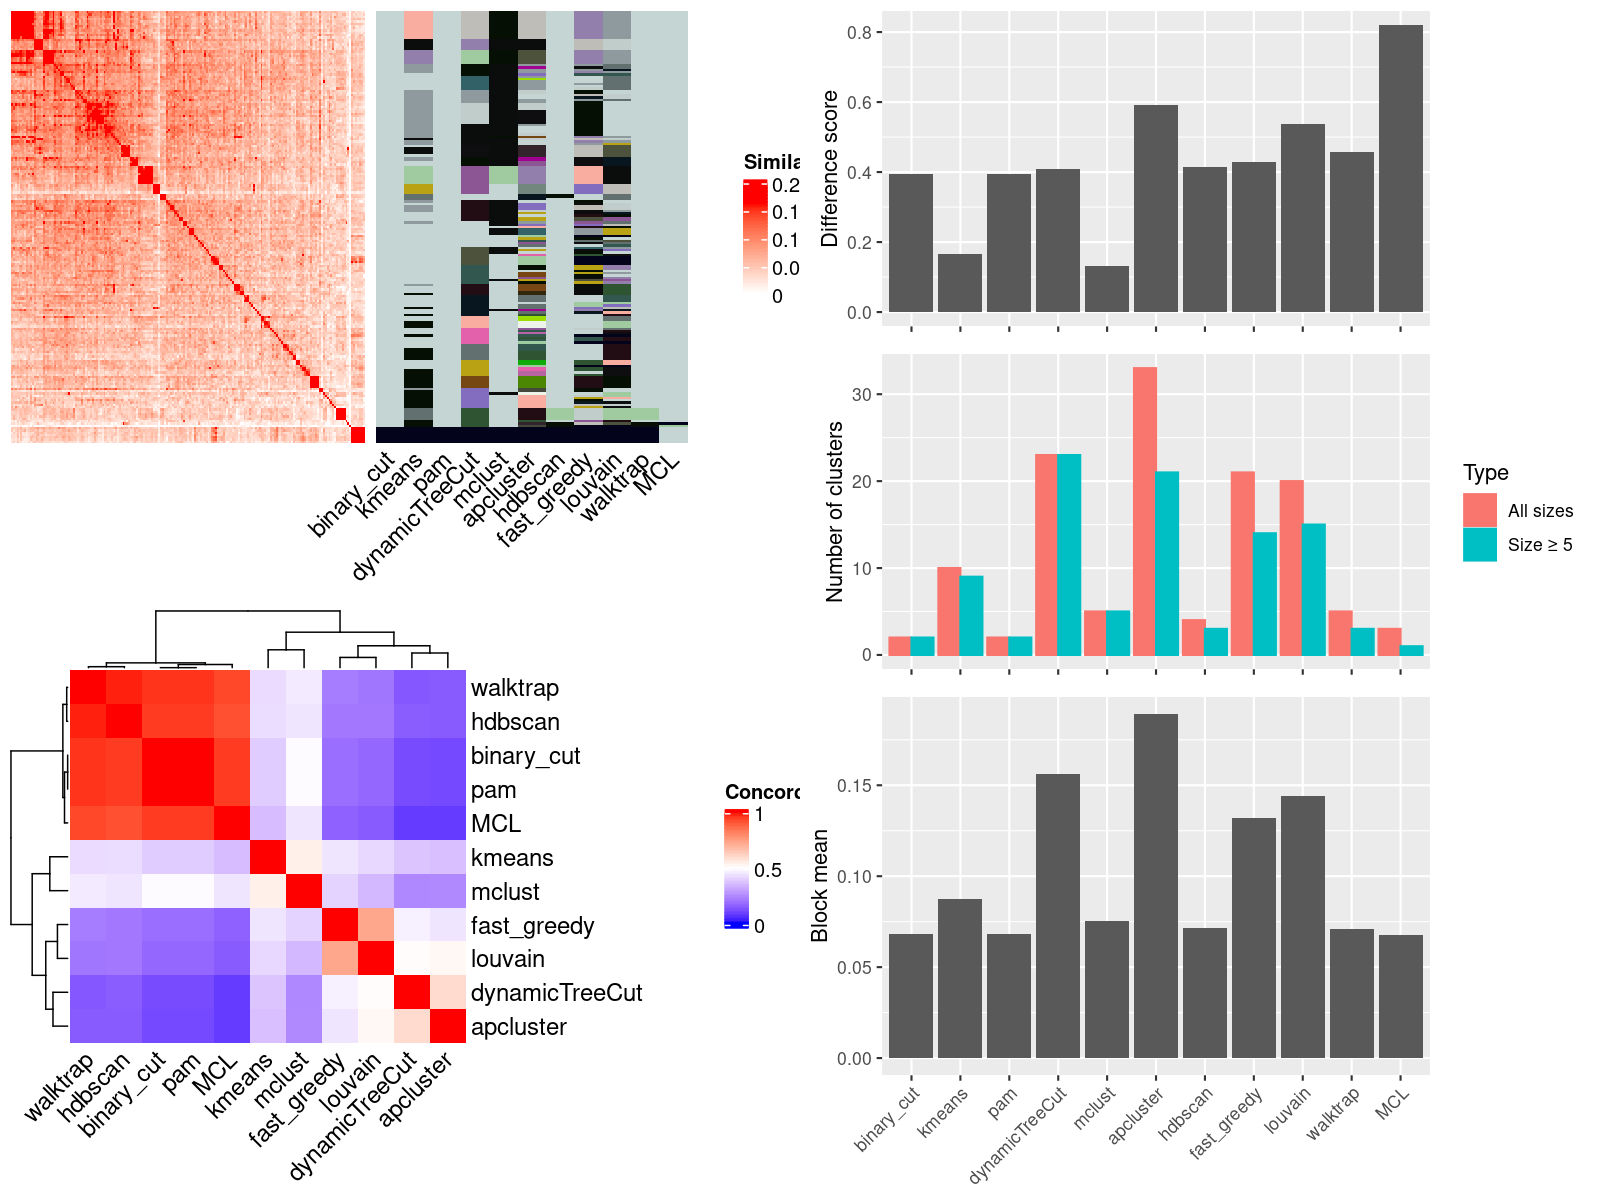 Simila
0.2
0.1
0.1
0.0
0
binary_cut
kmeans
pam
dynamicTreeCut
mclust
apcluster
hdbscan
fast_greedy
louvain
walktrap
MCL
walktrap
hdbscan
binary_cut
pam
MCL
kmeans
mclust
fast_greedy
louvain
dynamicTreeCut
apcluster
walktrap
hdbscan
binary_cut
pam
MCL
kmeans
mclust
fast_greedy
louvain
dynamicTreeCut
apcluster
Concord
1
0.5
0
Difference score
0.8
0.6
0.4
0.2
0.0
Number of clusters
30
20
10
0
Type
All sizes
Size ≥ 5
Block mean
0.15
0.10
0.05
0.00
binary_cut
kmeans
pam
dynamicTreeCut
mclust
apcluster
hdbscan
fast_greedy
louvain
walktrap
MCL